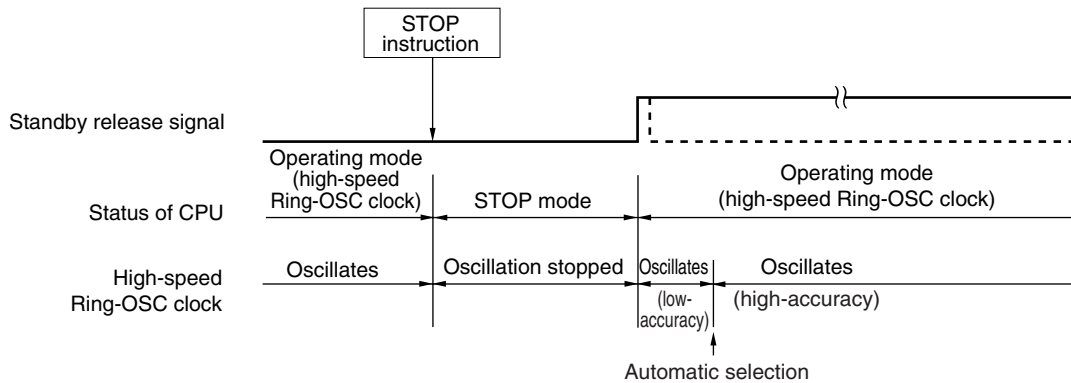 STOP
instruction
Standby release signal
Operating mode
(high-speed
Ring-OSC clock)
Operating mode
(high-speed Ring-OSC clock)
Status of CPU
STOP mode
High-speed
Ring-OSC clock
Oscillates
Oscillation stopped
Oscillates
(low-
accuracy)
Oscillates
(high-accuracy)
Automatic selection